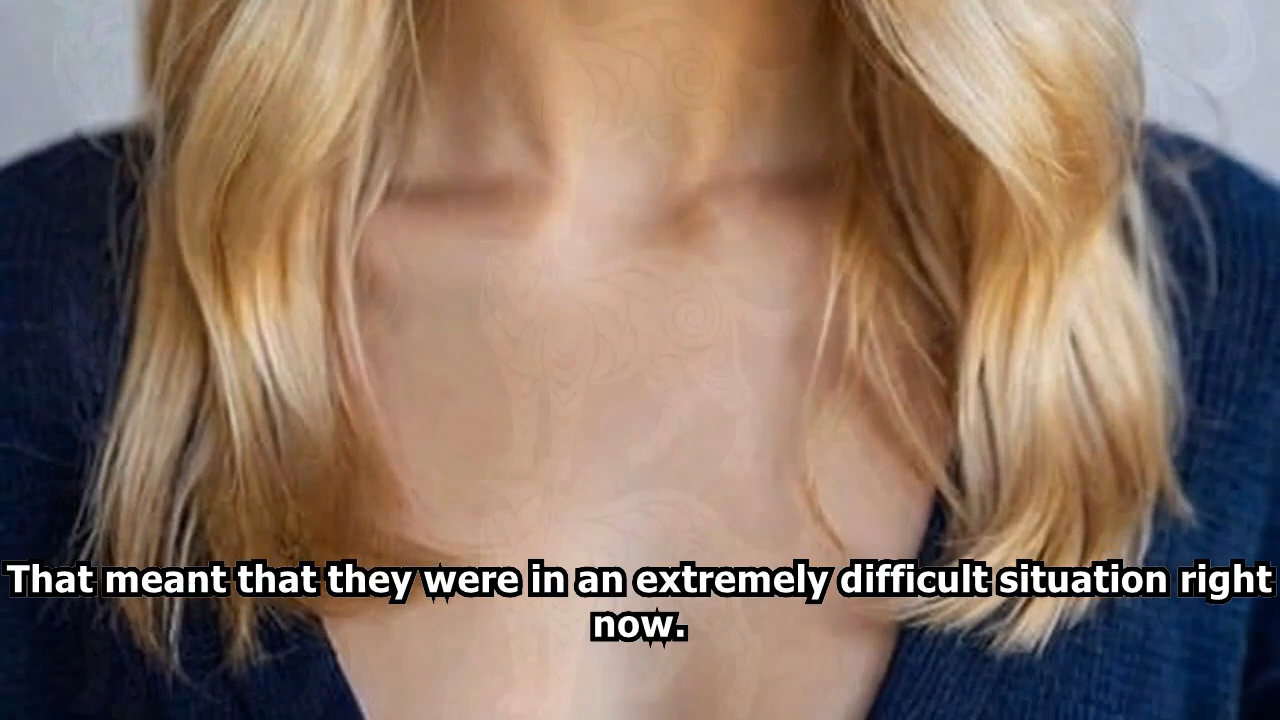 That meant that they were in an extremely difficult situation right
now.